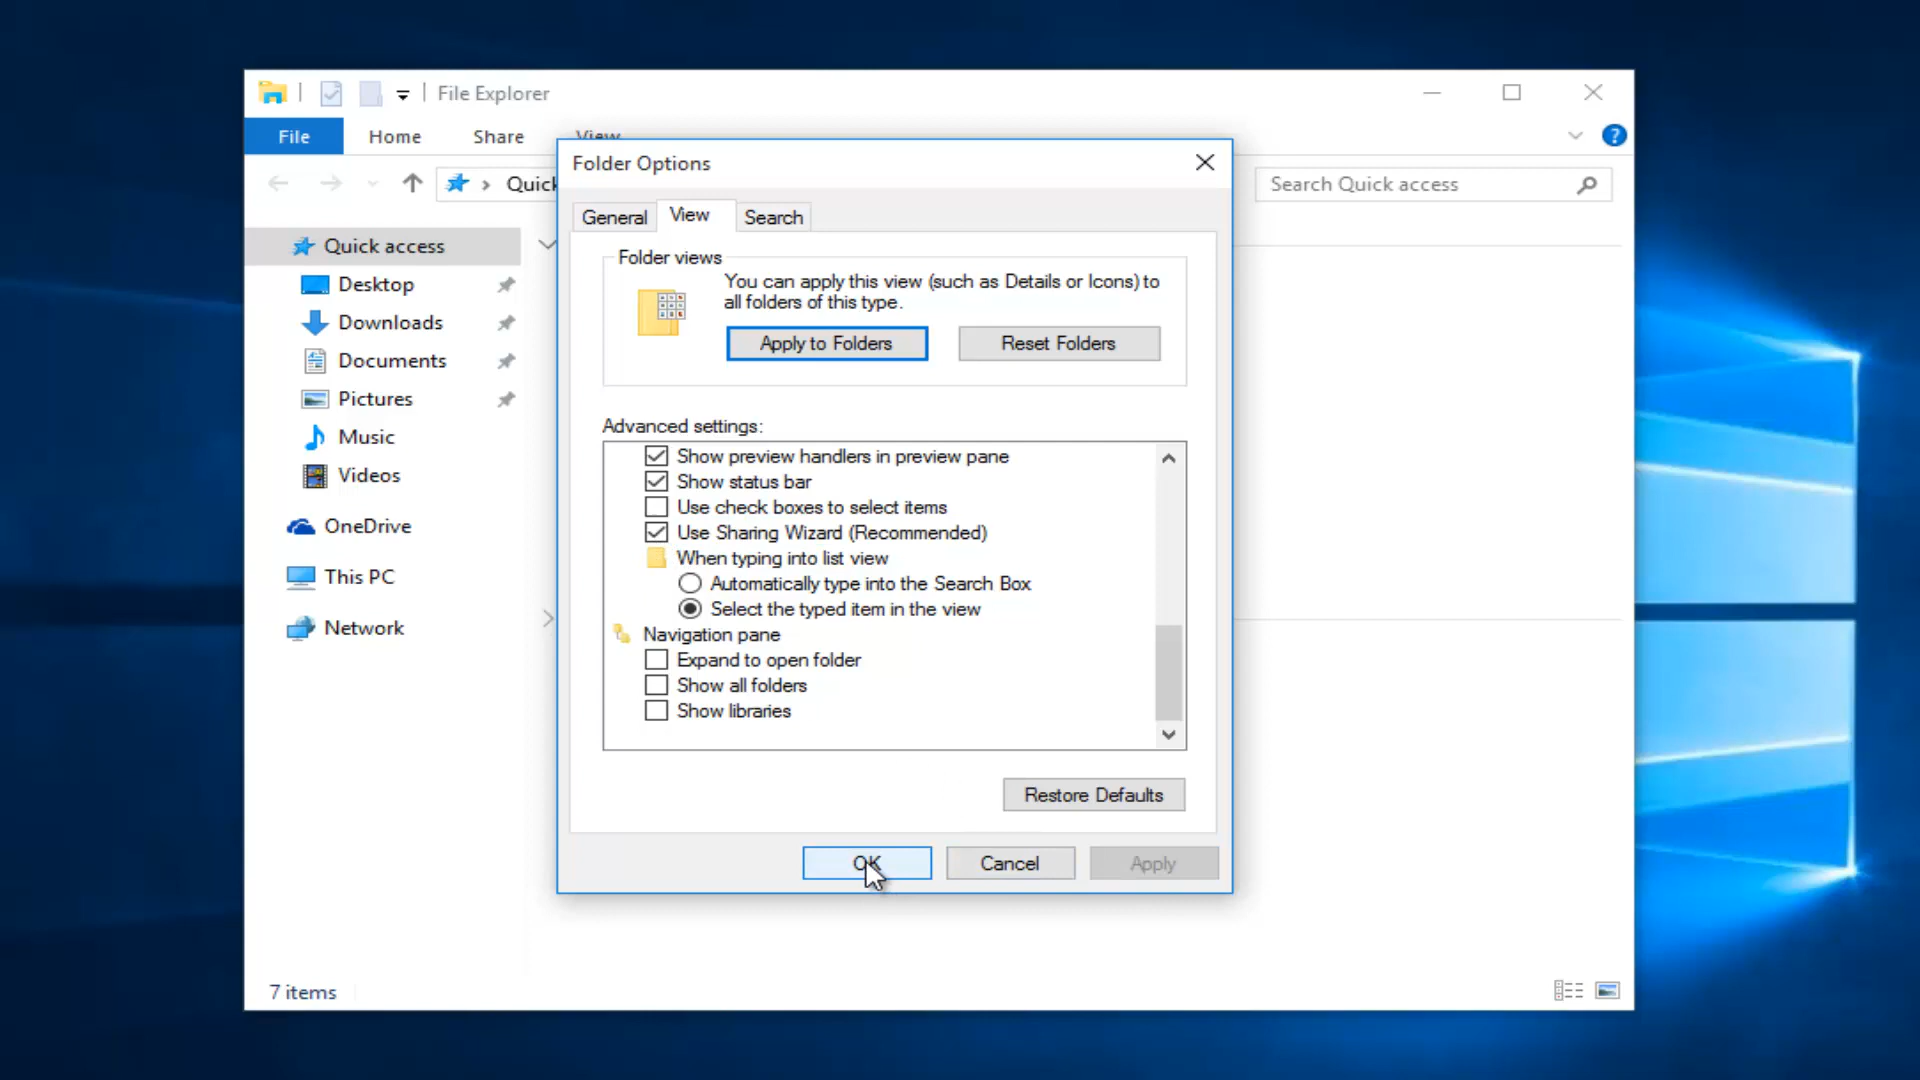 File Explorer
File Home Share View
Quick
Search Quick access
Quick access
Desktop
Downloads
Documents
Pictures
Music
Videos
OneDrive
This PC
Network
7 items
Folder Options
General View Search
Folder views
You can apply this view (such as Details or Icons) to
all folders of this type.
Apply to Folders Reset Folders
Advanced settings:
Show preview handlers in preview pane
Show status bar
Use check boxes to select items
Use Sharing Wizard (Recommended)
When typing into list view
Automatically type into the Search Box
Select the typed item in the view
Navigation pane
Expand to open folder
Show all folders
Show libraries
Restore Defaults
OK Cancel Apply